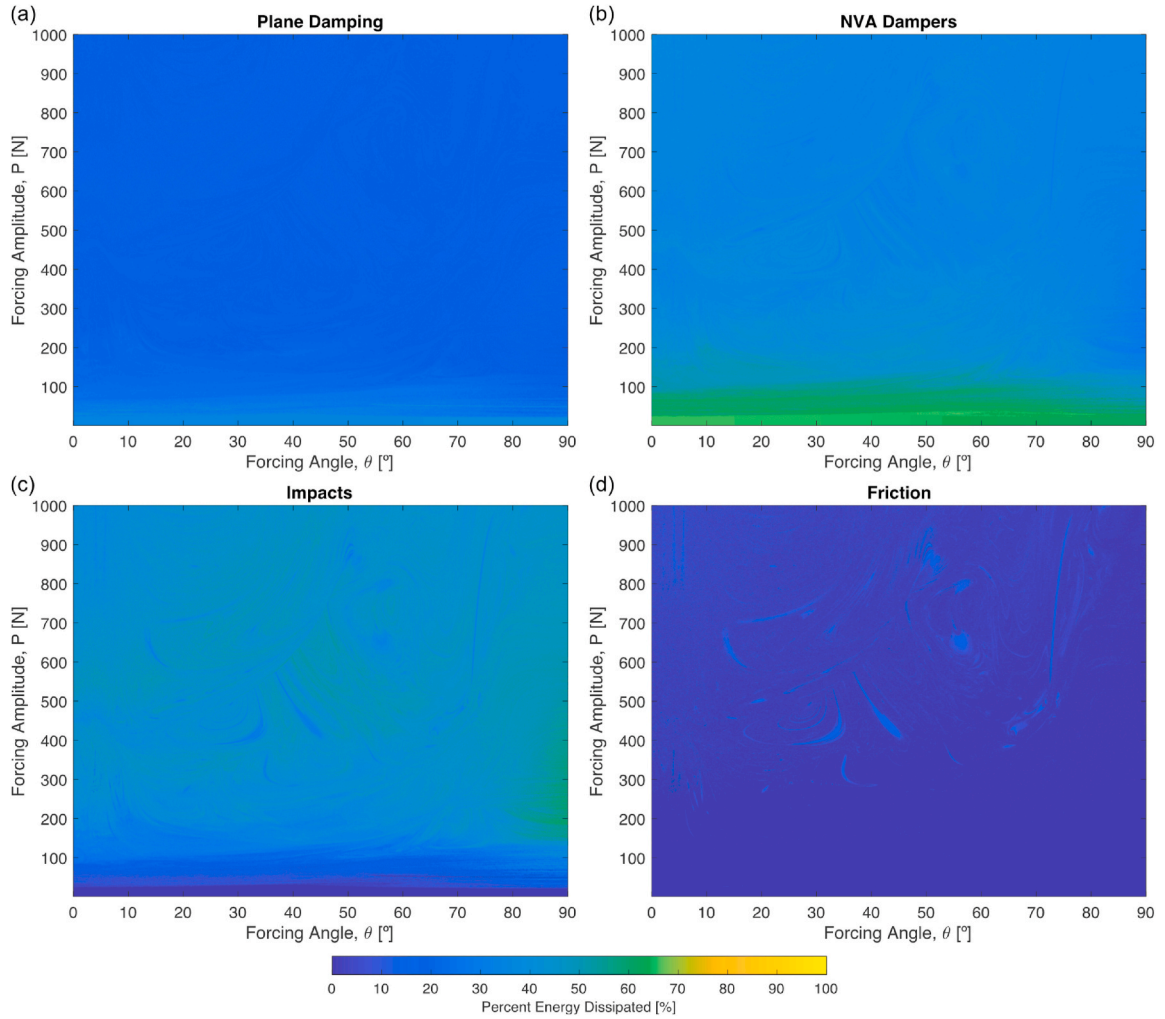 (a) Plane Damping
1000
900
800
700
600
500
400
300
200
100
Forcing Amplitude, P [N]
0 10 20 30 40 50 60 70 80 90
Forcing Angle, θ [º]
(b) NVA Dampers
1000
900
800
700
600
500
400
300
200
100
Forcing Amplitude, P [N]
0 10 20 30 40 50 60 70 80 90
Forcing Angle, θ [º]
(c) Impacts
1000
900
800
700
600
500
400
300
200
100
Forcing Amplitude, P [N]
0 10 20 30 40 50 60 70 80 90
Forcing Angle, θ [º]
(d) Friction
1000
900
800
700
600
500
400
300
200
100
Forcing Amplitude, P [N]
0 10 20 30 40 50 60 70 80 90
Forcing Angle, θ [º]
0 10 20 30 40 50 60 70 80 90 100
Percent Energy Dissipated [%]